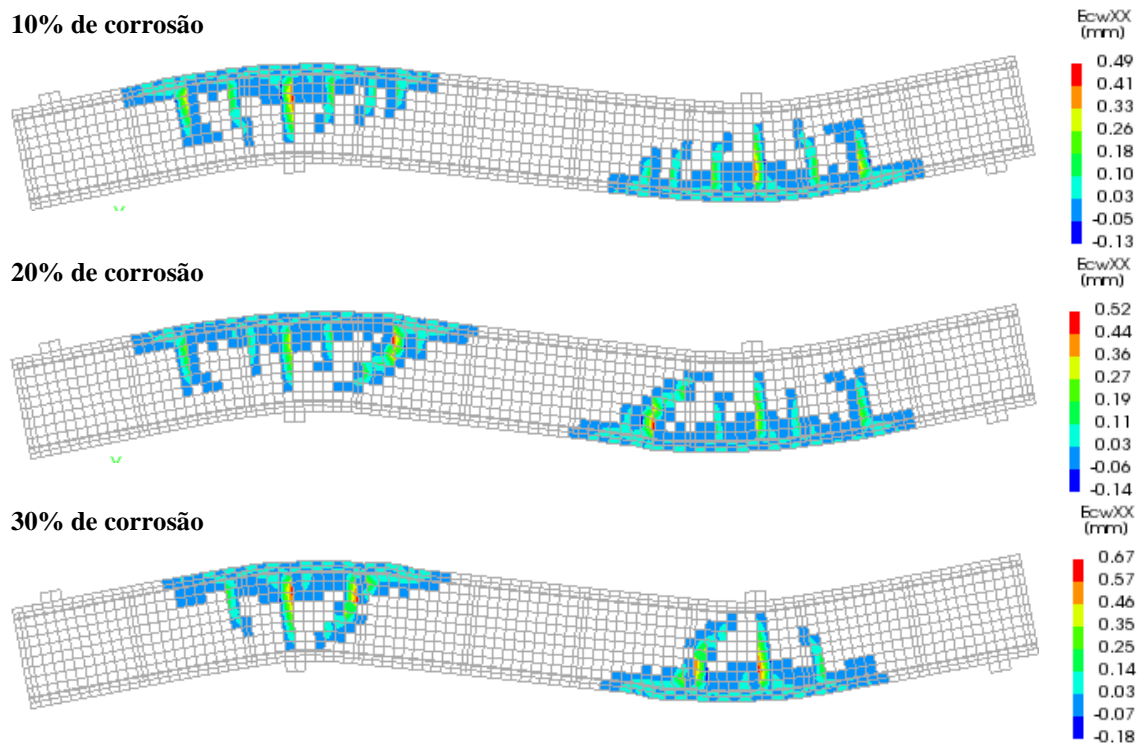 10% de corrosão
EcwXX
(mm)
0.49
0.41
0.33
0.26
0.18
0.10
0.03
-0.05
-0.13
Y
20% de corrosão
EcwXX
(mm)
0.52
0.44
0.36
0.27
0.19
0.11
0.03
-0.06
-0.14
Y
30% de corrosão
EcwXX
(mm)
0.67
0.57
0.46
0.35
0.25
0.14
0.03
-0.07
-0.18